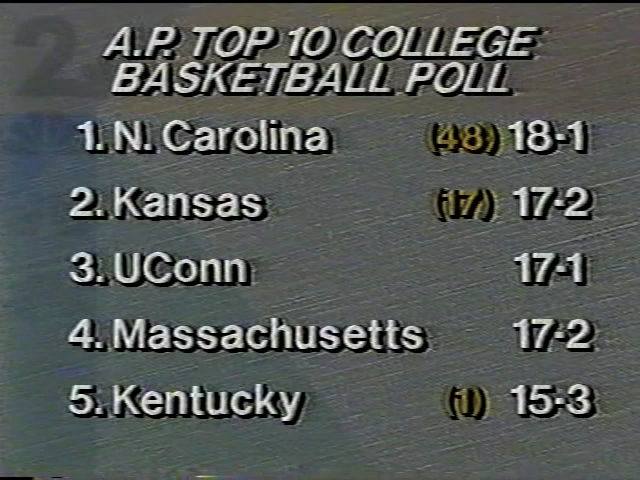 A.P. TOP 10 COLLEGE
BASKETBALL POLL
1. N. Carolina (48) 18-1
2. Kansas (17) 17-2
3. UConn 17-1
4. Massachusetts 17-2
5. Kentucky (1) 15-3